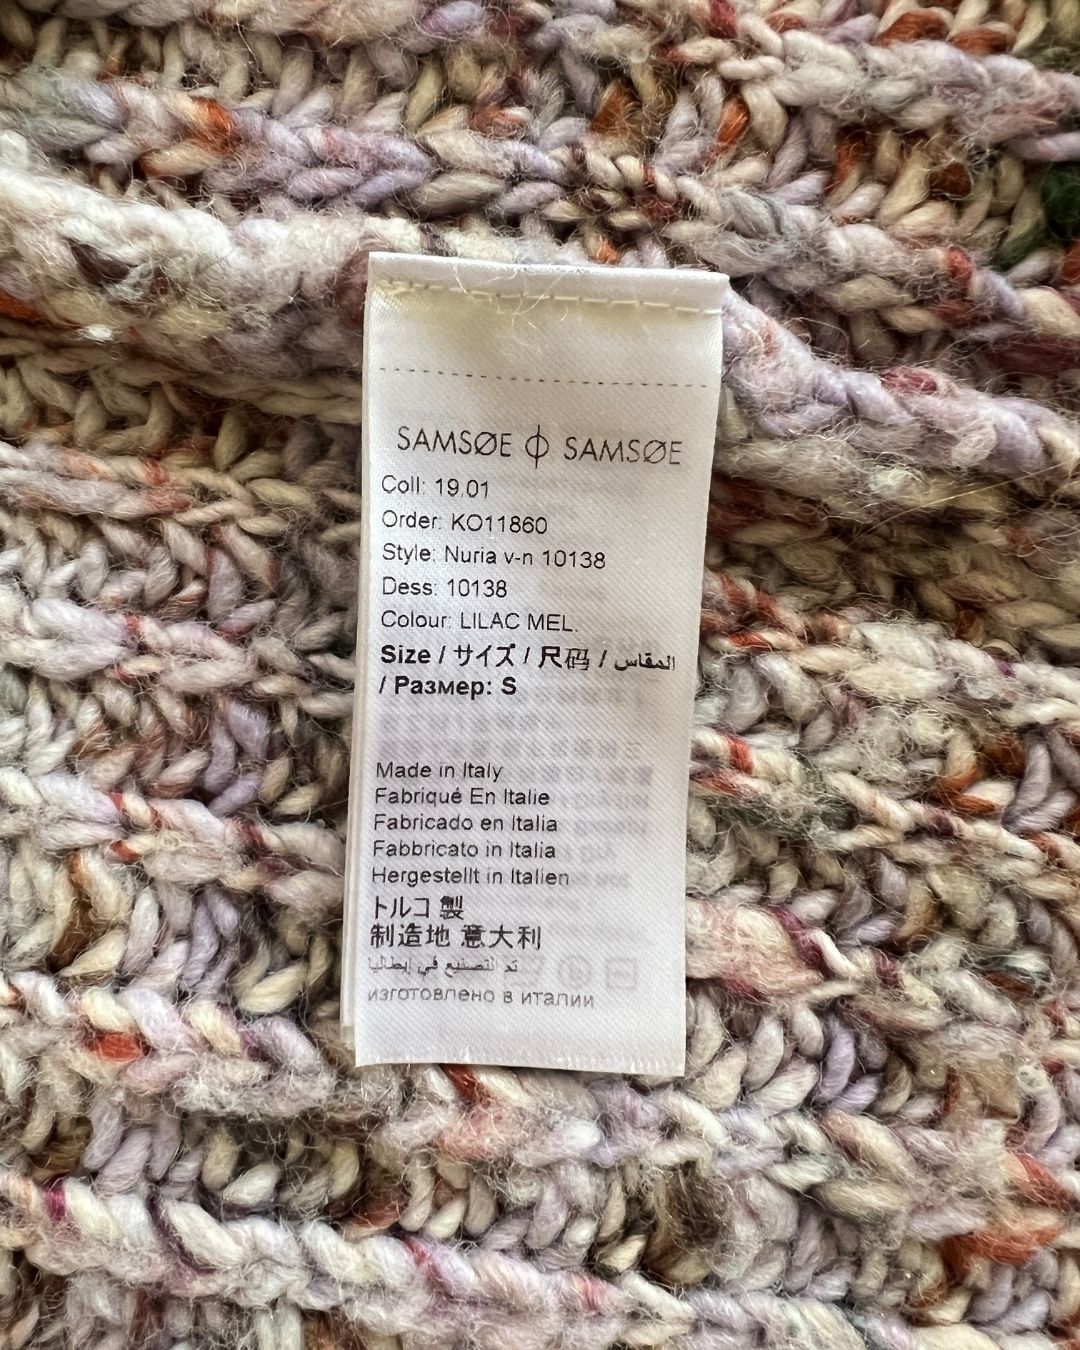 SAMSØE Φ SAMSØE
Coll: 19.01
Order: KO11860
Style: Nuria v-n 10138
Dess: 10138
Colour: LILAC MEL.
Size / サイズ / 尺码 / المقاس
/ Размер: S
Made in Italy
Fabriqué En Italie
Fabricado en Italia
Fabbricato in Italia
Hergestellt in Italien
トルコ 製
制造地 意大利
تم التصنيع في إيطاليا
изготовлено в италии